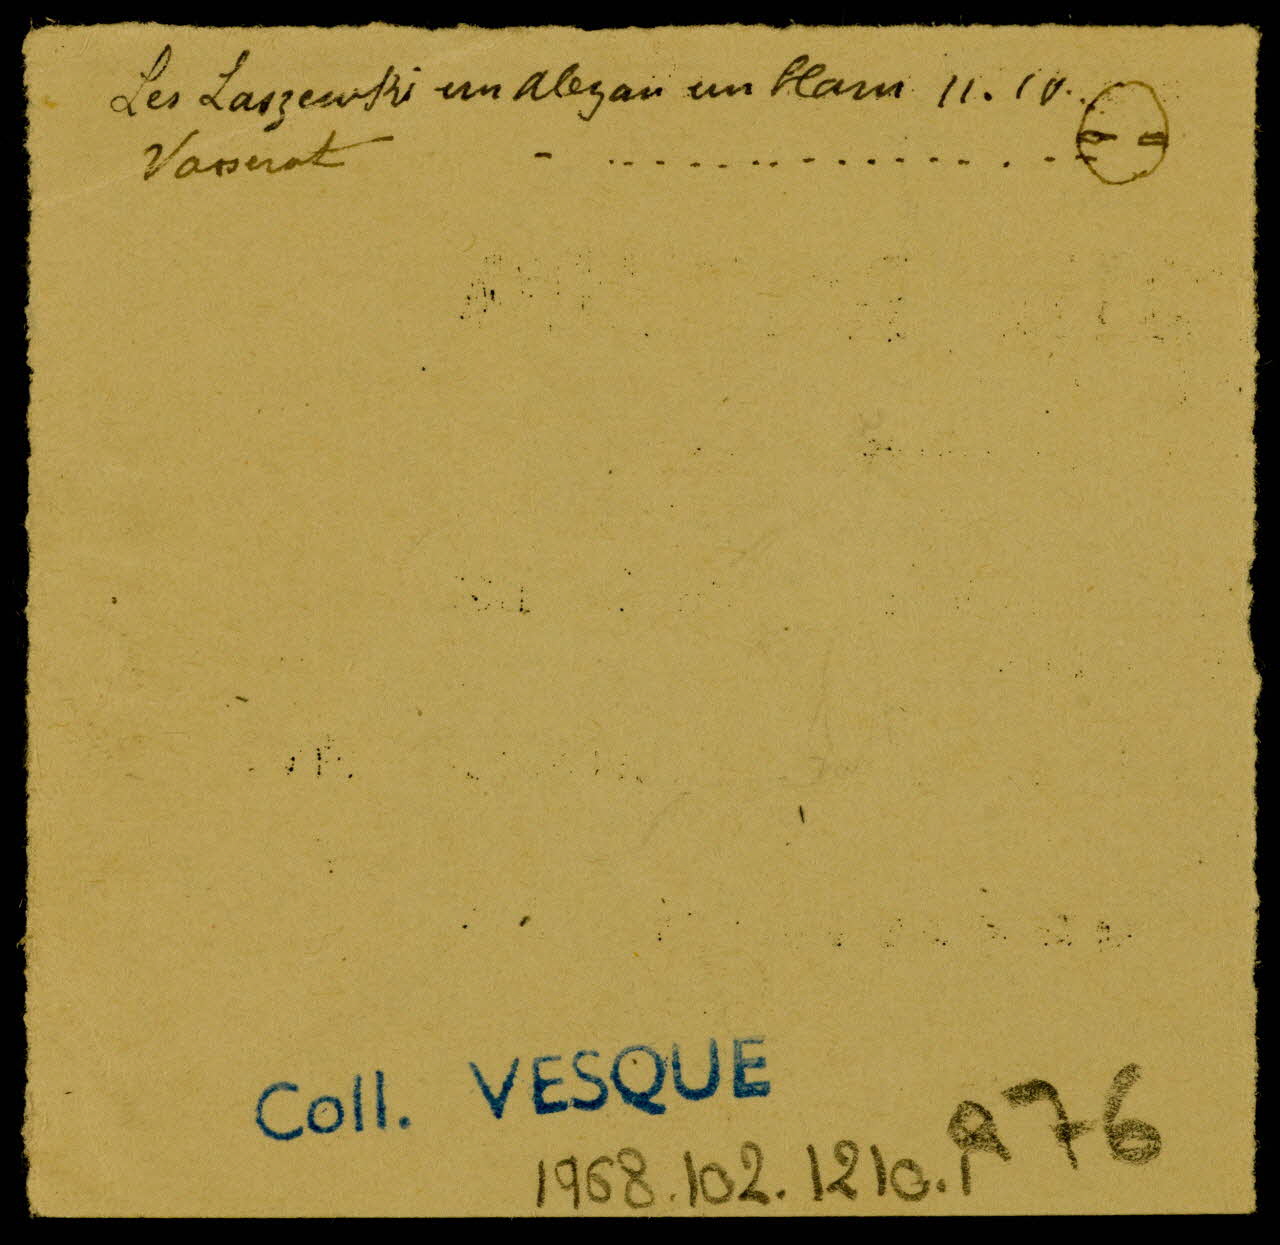 Les Laszewski un Alezan un blanc 11.10.
Vasserot - . . . . . . . . . . . . . . . .
Coll. VESQUE
976
1968.102.1210.1